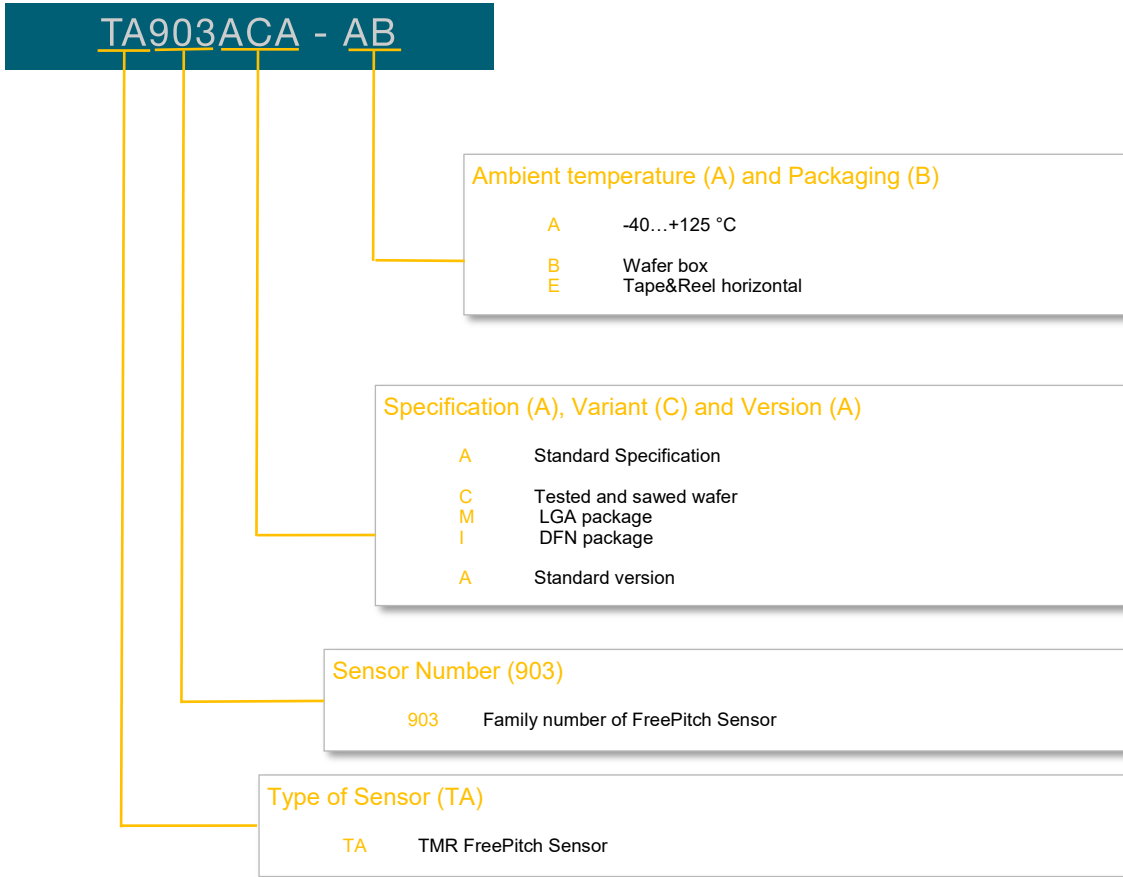 TA903ACA - AB
Ambient temperature (A) and Packaging (B)
A -40…+125 °C
B Wafer box
E Tape&Reel horizontal
Specification (A), Variant (C) and Version (A)
A Standard Specification
C Tested and sawed wafer
M LGA package
I DFN package
A Standard version
Sensor Number (903)
903 Family number of FreePitch Sensor
Type of Sensor (TA)
TA TMR FreePitch Sensor